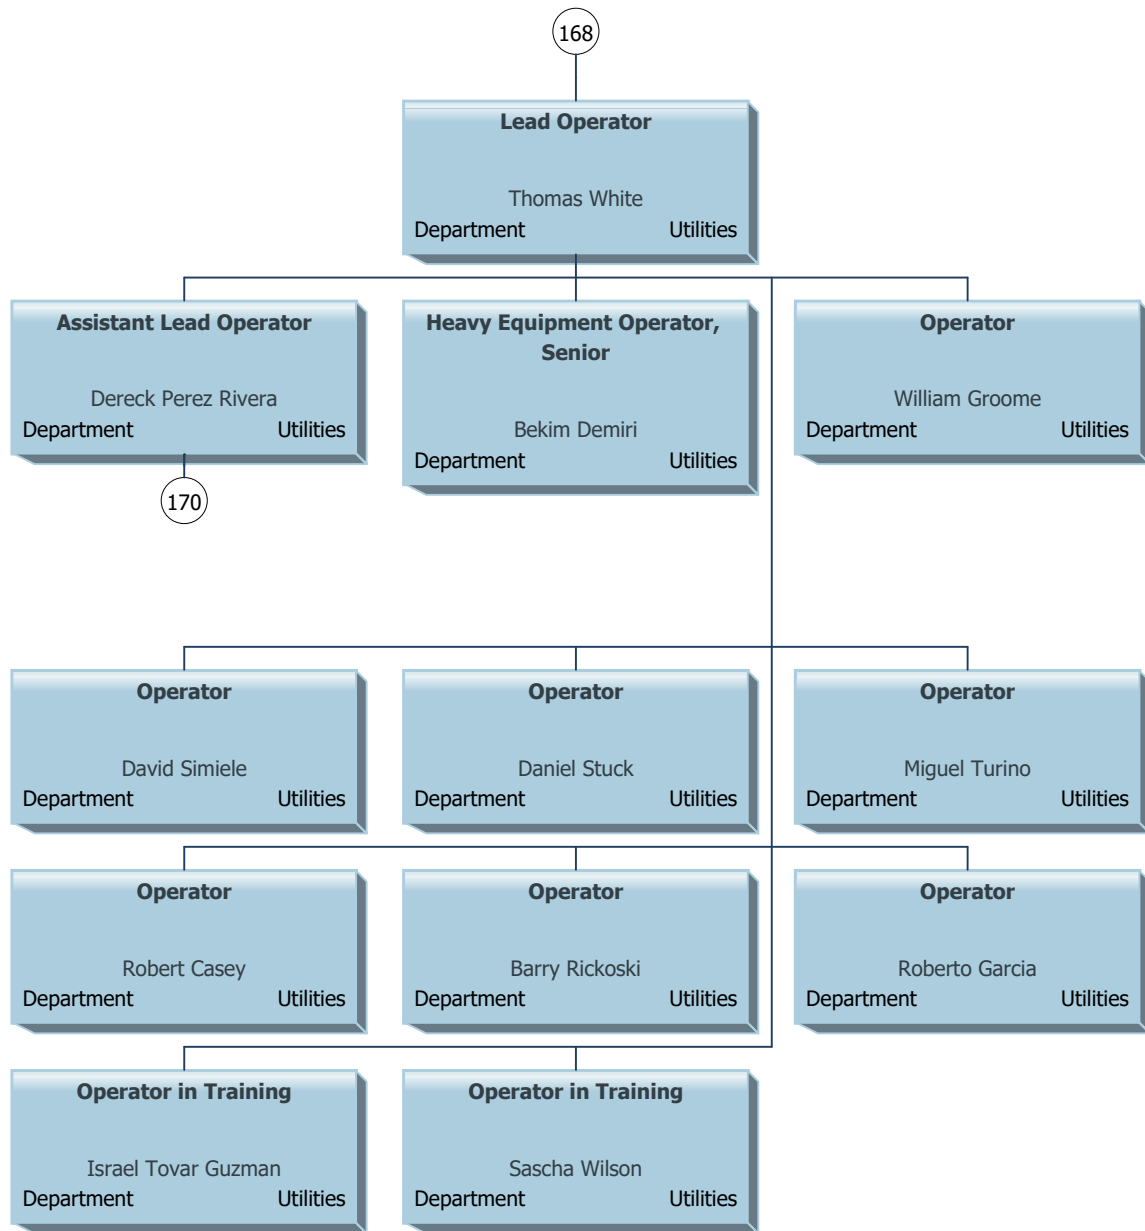 168
Lead Operator
Thomas White
Department Utilities
Assistant Lead Operator
Dereck Perez Rivera
Department Utilities
170
Heavy Equipment Operator,
Senior
Bekim Demiri
Department Utilities
Operator
William Groome
Department Utilities
Operator
David Simiele
Department Utilities
Operator
Daniel Stuck
Department Utilities
Operator
Miguel Turino
Department Utilities
Operator
Robert Casey
Department Utilities
Operator
Barry Rickoski
Department Utilities
Operator
Roberto Garcia
Department Utilities
Operator in Training
Israel Tovar Guzman
Department Utilities
Operator in Training
Sascha Wilson
Department Utilities